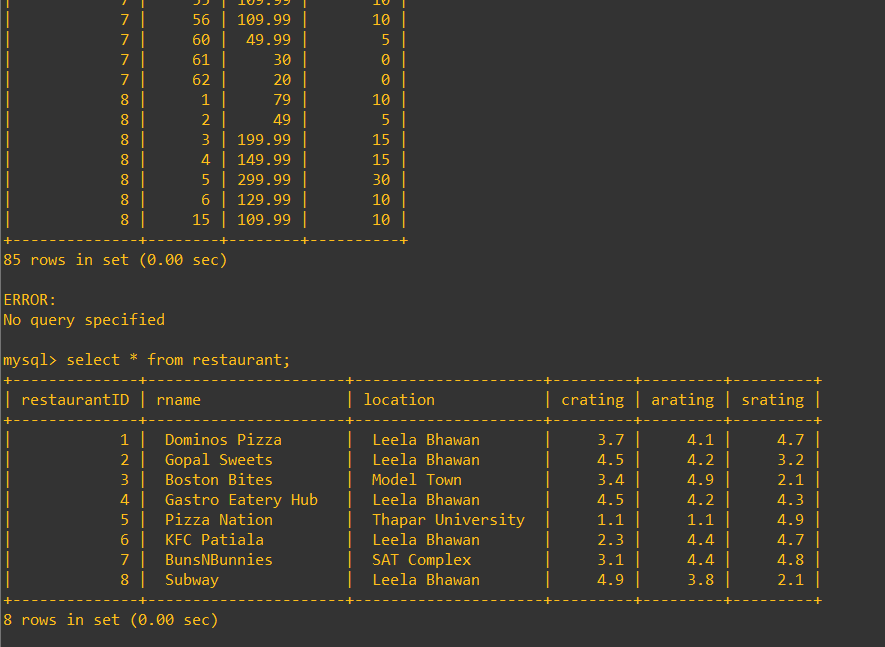 |            7 |     55 | 109.99 |       10 |
|            7 |     56 | 109.99 |       10 |
|            7 |     60 |  49.99 |        5 |
|            7 |     61 |     30 |        0 |
|            7 |     62 |     20 |        0 |
|            8 |      1 |     79 |       10 |
|            8 |      2 |     49 |        5 |
|            8 |      3 | 199.99 |       15 |
|            8 |      4 | 149.99 |       15 |
|            8 |      5 | 299.99 |       30 |
|            8 |      6 | 129.99 |       10 |
|            8 |     15 | 109.99 |       10 |
+--------------+--------+--------+----------+
85 rows in set (0.00 sec)
ERROR:
No query specified
mysql> select * from restaurant;
+--------------+----------------------+---------------------+---------+---------+---------+
| restaurantID | rname                | location            | crating | arating | srating |
+--------------+----------------------+---------------------+---------+---------+---------+
|            1 |  Dominos Pizza       |  Leela Bhawan       |     3.7 |     4.1 |     4.7 |
|            2 |  Gopal Sweets        |  Leela Bhawan       |     4.5 |     4.2 |     3.2 |
|            3 |  Boston Bites        |  Model Town         |     3.4 |     4.9 |     2.1 |
|            4 |  Gastro Eatery Hub   |  Leela Bhawan       |     4.5 |     4.2 |     4.3 |
|            5 |  Pizza Nation        |  Thapar University  |     1.1 |     1.1 |     4.9 |
|            6 |  KFC Patiala         |  Leela Bhawan       |     2.3 |     4.4 |     4.7 |
|            7 |  BunsNBunnies        |  SAT Complex        |     3.1 |     4.4 |     4.8 |
|            8 |  Subway              |  Leela Bhawan       |     4.9 |     3.8 |     2.1 |
+--------------+----------------------+---------------------+---------+---------+---------+
8 rows in set (0.00 sec)